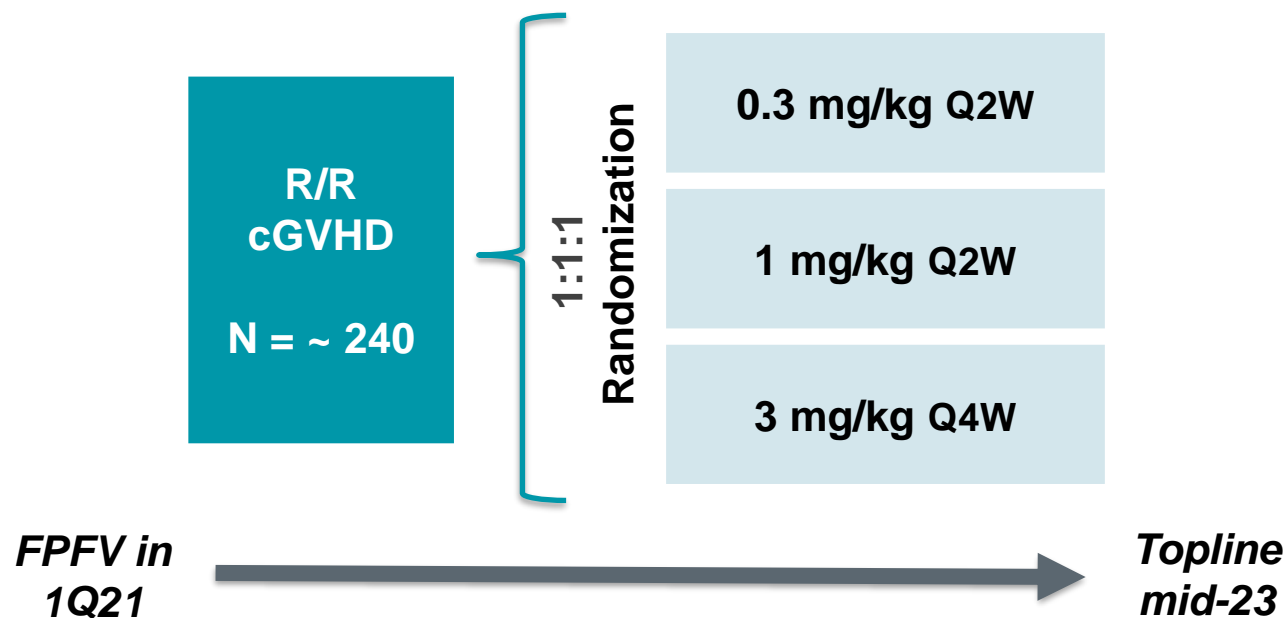 R/R
cGVHD
N = ~ 240
1:1:1
Randomization
0.3 mg/kg Q2W
1 mg/kg Q2W
3 mg/kg Q4W
FPFV in
1Q21
Topline
mid-23